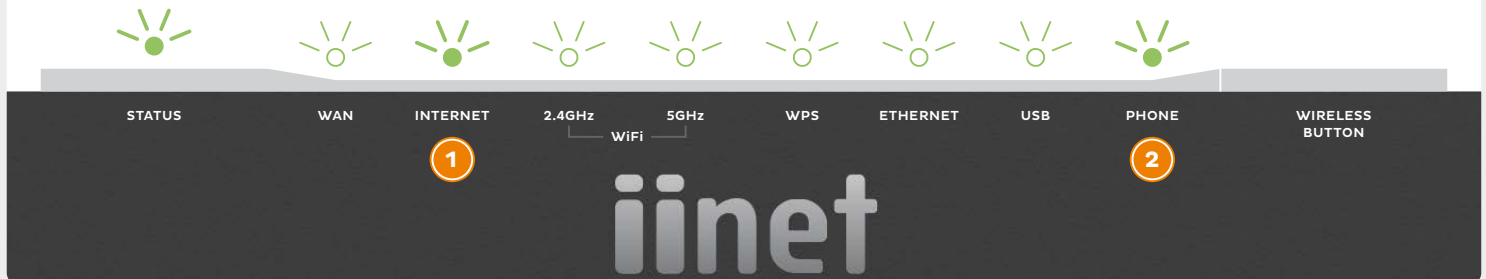 STATUS WAN INTERNET 2.4GHz 5GHz WPS ETHERNET USB PHONE WIRELESS
BUTTON
WiFi
1 2
iinet